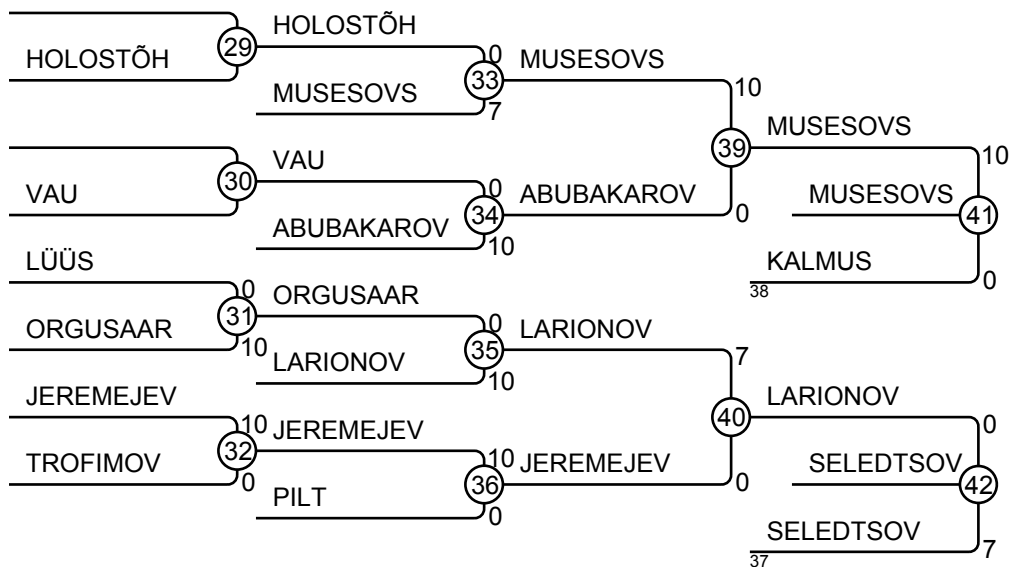 HOLOSTÕH
0
MUSESOVS
HOLOSTÕH
29
33
MUSESOVS
7
10
MUSESOVS
10
39
VAU
30
VAU
0
ABUBAKAROV
MUSESOVS
41
34
ABUBAKAROV
10
0
LÜÜS
0
KALMUS
0
38
ORGUSAAR
31
ORGUSAAR
10
0
LARIONOV
35
LARIONOV
10
7
JEREMEJEV
10
LARIONOV
0
40
JEREMEJEV
32
TROFIMOV
0
10
JEREMEJEV
0
SELEDTSOV
42
36
PILT
0
SELEDTSOV
7
37